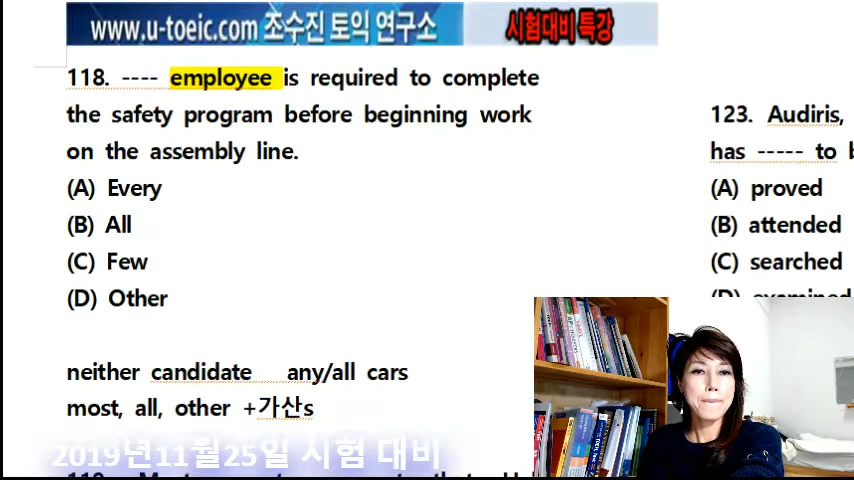 www.u-toeic.com 조수진 토익 연구소 시험대비 특강
118. ---- employee is required to complete
the safety program before beginning work
on the assembly line.
(A) Every
(B) All
(C) Few
(D) Other
neither candidate any/all cars
most, all, other +가산s
2019년11월25일 시험 대비
123. Audiris,
has ----- to b
(A) proved
(B) attended
(C) searched
(D) examined